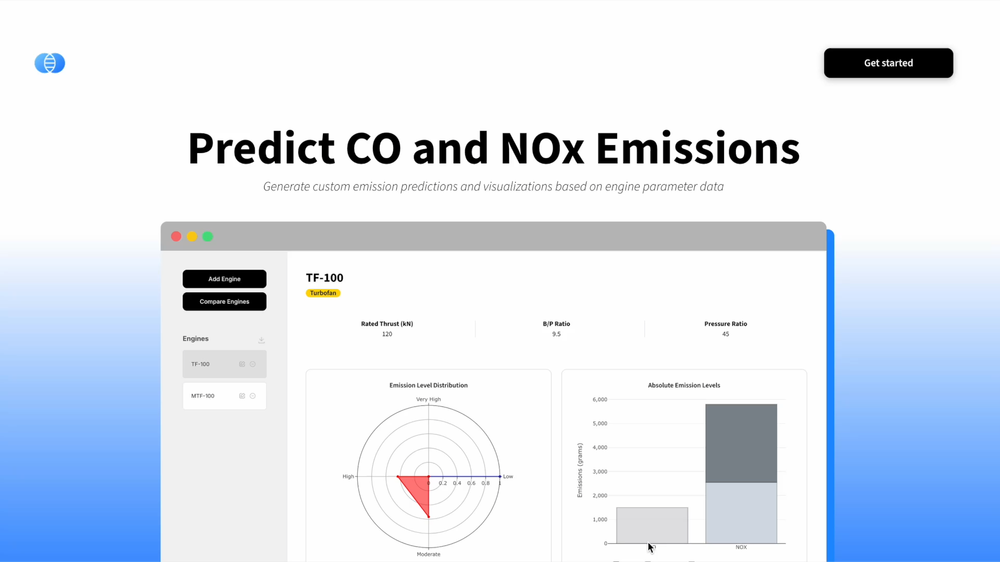 Get started
Predict CO and NOx Emissions
Generate custom emission predictions and visualizations based on engine parameter data
Add Engine
Compare Engines
Engines
TF-100
MTF-100
TF-100
Turbofan
Rated Thrust (kN)
120
B/P Ratio
9.5
Pressure Ratio
45
Emission Level Distribution
Very High
High
Low
0 0.2 0.4 0.6 0.8 1
Moderate
Absolute Emission Levels
Emissions (grams)
6,000
5,000
4,000
3,000
2,000
1,000
0
NOX